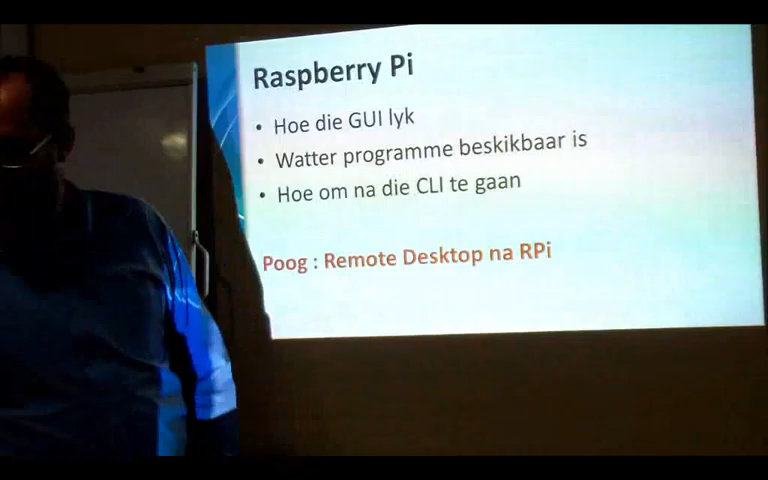 Raspberry Pi
• Hoe die GUI lyk
• Watter programme beskikbaar is
• Hoe om na die CLI te gaan
Poog : Remote Desktop na RPi